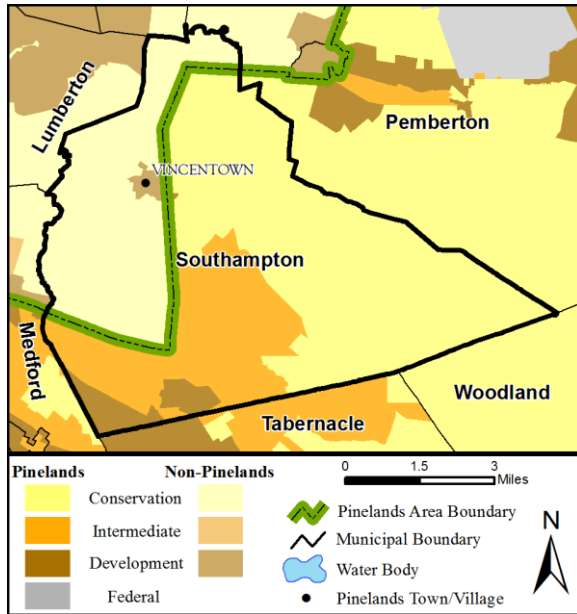 Lumberton
Pemberton
VINCENTOWN
Southampton
Medford
Woodland
Tabernacle
Pinelands Non-Pinelands
Conservation
Intermediate
Development
Federal
0 1.5 3
Miles
Pinelands Area Boundary
Municipal Boundary
Water Body
Pinelands Town/Village
N